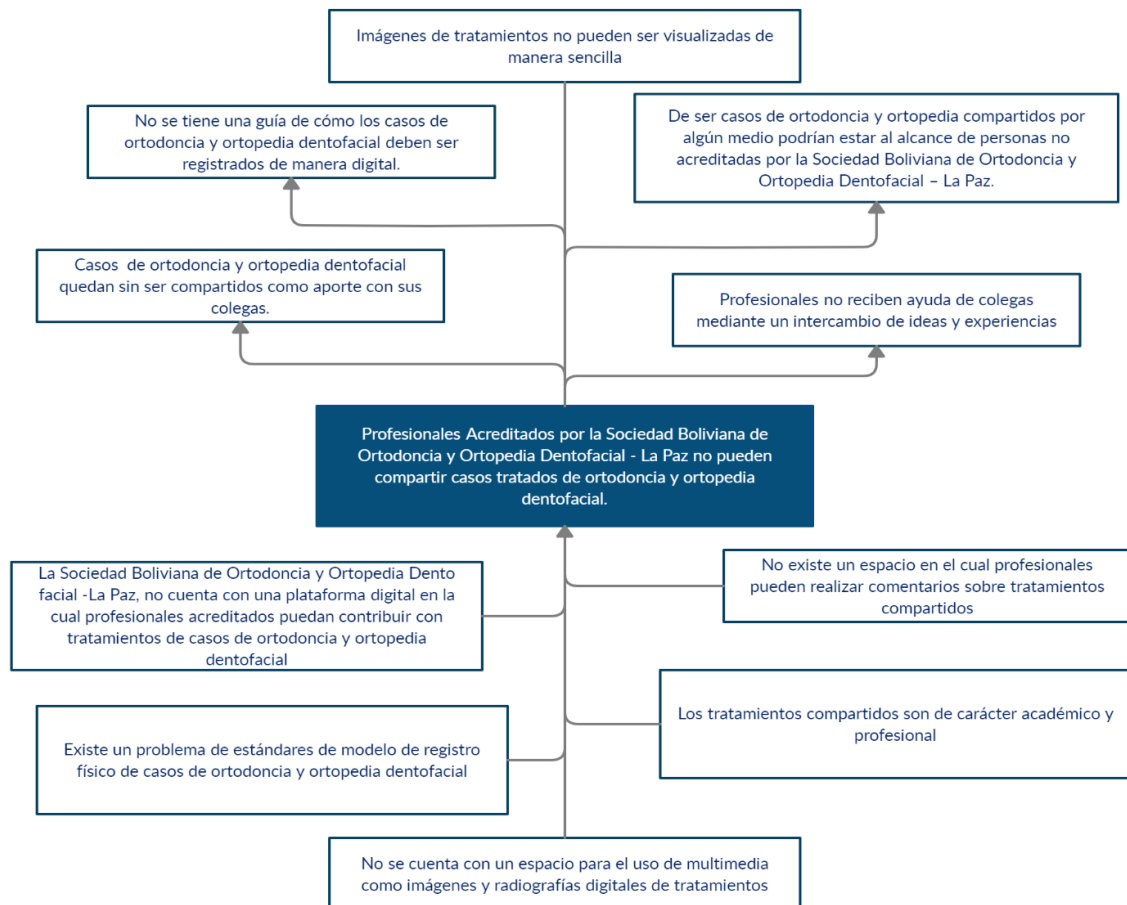 Imágenes de tratamientos no pueden ser visualizadas de
manera sencilla
No se tiene una guía de cómo los casos de
ortodoncia y ortopedia dentofacial deben ser
registrados de manera digital.
De ser casos de ortodoncia y ortopedia compartidos por
algún medio podrían estar al alcance de personas no
acreditadas por la Sociedad Boliviana de Ortodoncia y
Ortopedia Dentofacial – La Paz.
Casos de ortodoncia y ortopedia dentofacial
quedan sin ser compartidos como aporte con sus
colegas.
Profesionales no reciben ayuda de colegas
mediante un intercambio de ideas y experiencias
Profesionales Acreditados por la Sociedad Boliviana de
Ortodoncia y Ortopedia Dentofacial - La Paz no pueden
compartir casos tratados de ortodoncia y ortopedia
dentofacial.
La Sociedad Boliviana de Ortodoncia y Ortopedia Dento
facial -La Paz, no cuenta con una plataforma digital en la
cual profesionales acreditados puedan contribuir con
tratamientos de casos de ortodoncia y ortopedia
dentofacial
No existe un espacio en el cual profesionales
pueden realizar comentarios sobre tratamientos
compartidos
Existe un problema de estándares de modelo de registro
físico de casos de ortodoncia y ortopedia dentofacial
Los tratamientos compartidos son de carácter académico y
profesional
No se cuenta con un espacio para el uso de multimedia
como imágenes y radiografías digitales de tratamientos